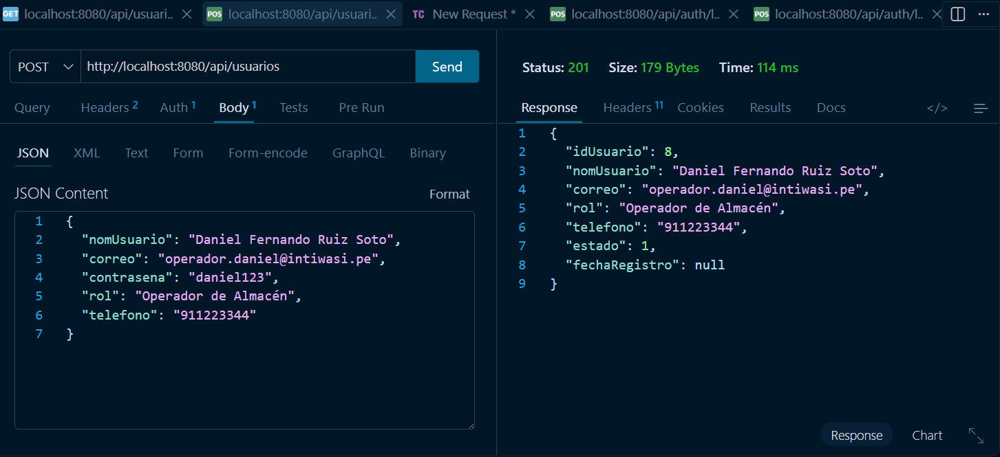 GET localhost:8080/api/usuari.. POS localhost:8080/api/usuari.. TC New Request * POS localhost:8080/api/auth/l.. POS localhost:8080/api/auth/l..
POST http://localhost:8080/api/usuarios Send
Query Headers 2 Auth 1 Body 1 Tests Pre Run
JSON XML Text Form Form-encode GraphQL Binary
JSON Content Format
1 {
2 "nomUsuario": "Daniel Fernando Ruiz Soto",
3 "correo": "operador.daniel@intiwasi.pe",
4 "contrasena": "daniel123",
5 "rol": "Operador de Almacén",
6 "telefono": "911223344"
7 }
Status: 201 Size: 179 Bytes Time: 114 ms
Response Headers 11 Cookies Results Docs </>
1 {
2 "idUsuario": 8,
3 "nomUsuario": "Daniel Fernando Ruiz Soto",
4 "correo": "operador.daniel@intiwasi.pe",
5 "rol": "Operador de Almacén",
6 "telefono": "911223344",
7 "estado": 1,
8 "fechaRegistro": null
9 }
Response Chart